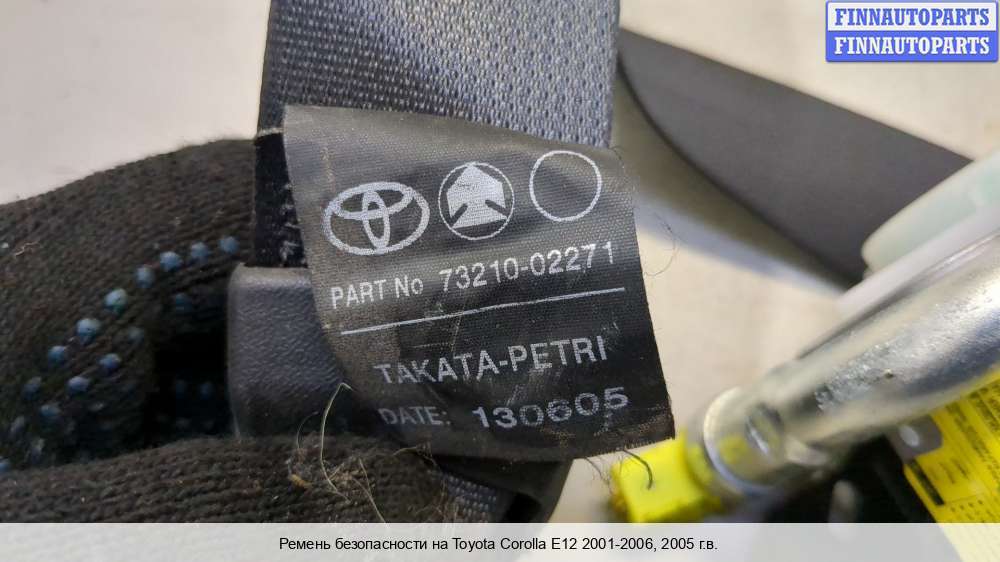 FINNAUTOPARTS
FINNAUTOPARTS
PART No 73210-02271
TAKATA-PETRI
DATE: 130605
Ремень безопасности на Toyota Corolla E12 2001-2006, 2005 г.в.